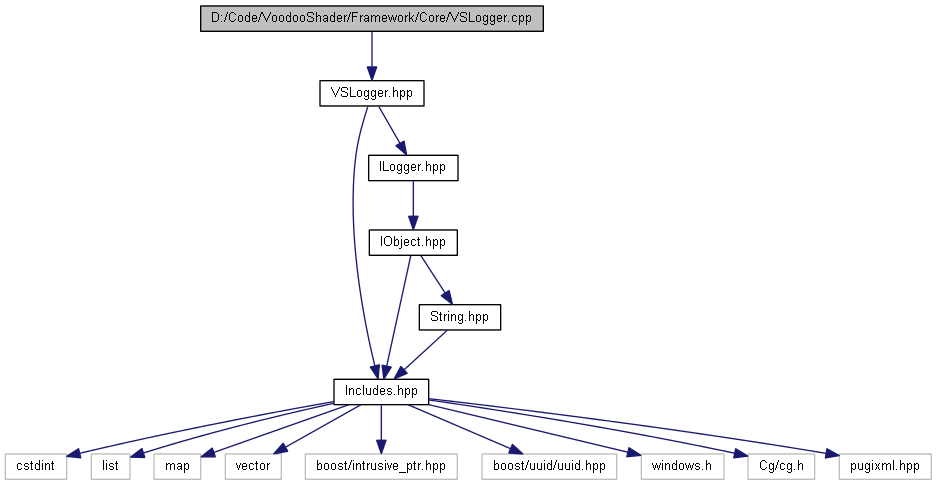 D:/Code/VoodooShader/Framework/Core/VSLogger.cpp
VSLogger.hpp
ILogger.hpp
IObject.hpp
String.hpp
Includes.hpp
cstdint
list
map
vector
boost/intrusive_ptr.hpp
boost/uuid/uuid.hpp
windows.h
Cg/cg.h
pugixml.hpp